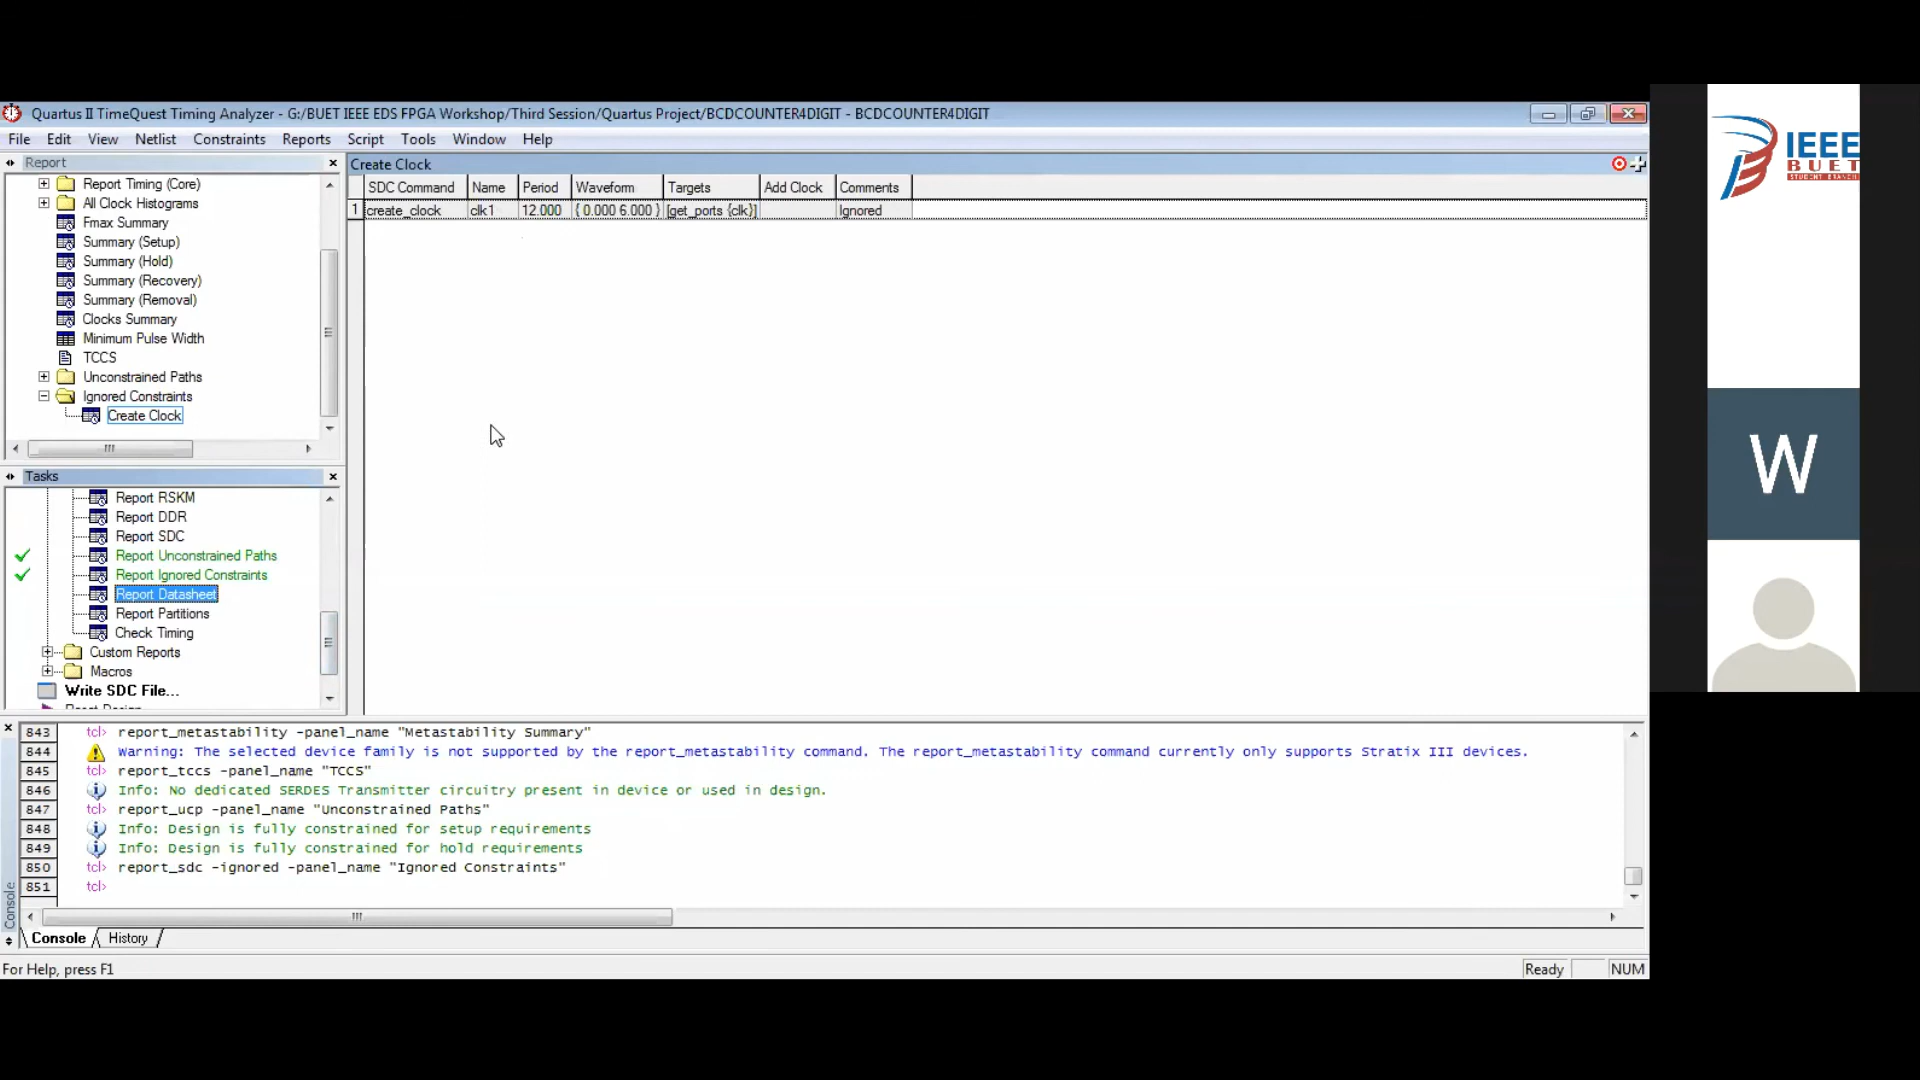 Quartus II TimeQuest Timing Analyzer - G:/BUET IEEE EDS FPGA Workshop/Third Session/Quartus Project/BCDCOUNTER4DIGIT - BCDCOUNTER4DIGIT
File Edit View Netlist Constraints Reports Script Tools Window Help
Report
Report Timing (Core)
All Clock Histograms
Fmax Summary
Summary (Setup)
Summary (Hold)
Summary (Recovery)
Summary (Removal)
Clocks Summary
Minimum Pulse Width
TCCS
Unconstrained Paths
Ignored Constraints
Create Clock
Create Clock
SDC Command Name Period Waveform Targets Add Clock Comments
1 create_clock clk1 12.000 { 0.000 6.000 } [get_ports {clk}] Ignored
Tasks
Report RSKM
Report DDR
Report SDC
Report Unconstrained Paths
Report Ignored Constraints
Report Datasheet
Report Partitions
Check Timing
Custom Reports
Macros
Write SDC File...
843 tcl> report_metastability -panel_name "Metastability Summary"
844 Warning: The selected device family is not supported by the report_metastability command. The report_metastability command currently only supports Stratix III devices.
845 tcl> report_tccs -panel_name "TCCS"
846 Info: No dedicated SERDES Transmitter circuitry present in device or used in design.
847 tcl> report_ucp -panel_name "Unconstrained Paths"
848 Info: Design is fully constrained for setup requirements
849 Info: Design is fully constrained for hold requirements
850 tcl> report_sdc -ignored -panel_name "Ignored Constraints"
851 tcl>
Console
Console History
For Help, press F1
Ready NUM
IEEE
BUET
STUDENT BRANCH
W